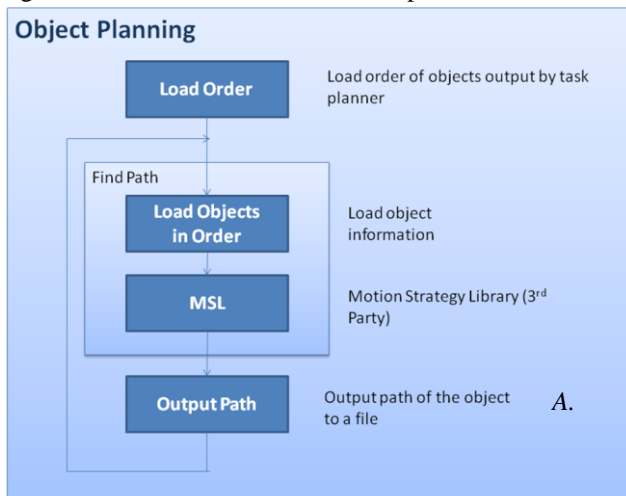 Object Planning
Load Order
Load order of objects output by task
planner
Find Path
Load Objects
in Order
Load object
information
MSL
Motion Strategy Library (3rd
Party)
Output Path
Output path of the object
to a file
A.